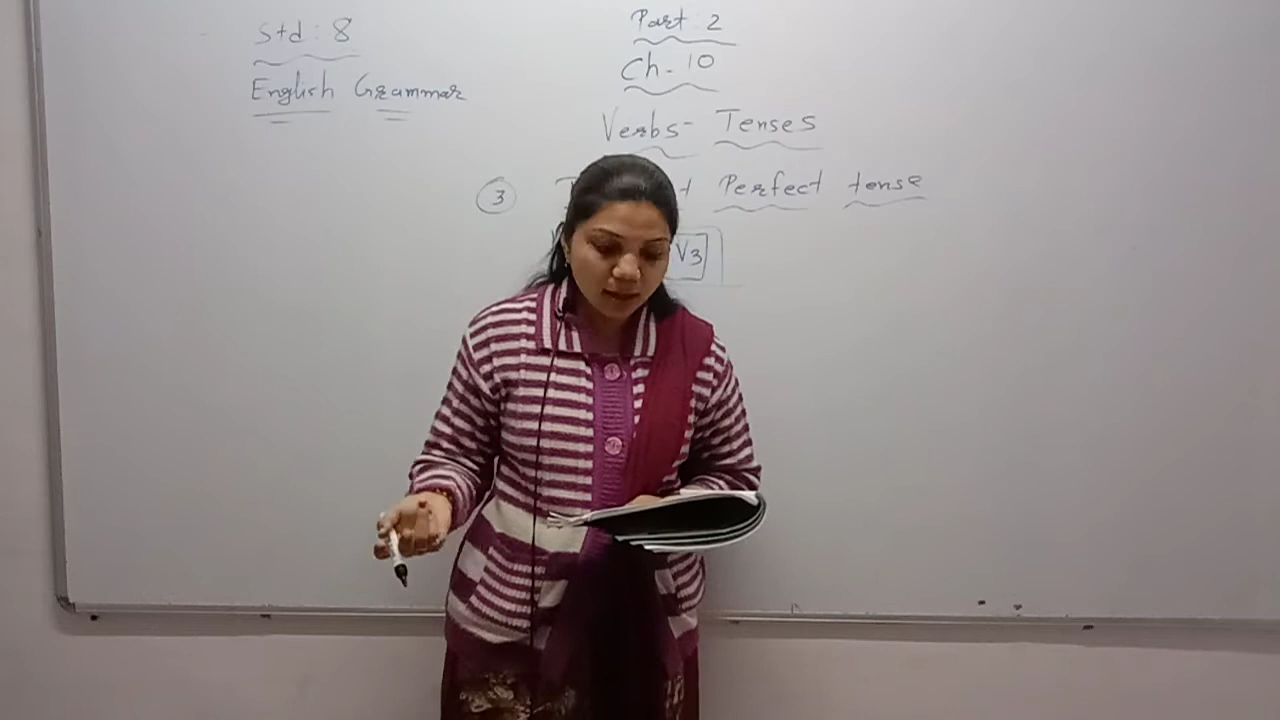 Std: 8
English Grammar
Part 2
Ch-10
Verbs- Tenses
3 Perfect tense
V3